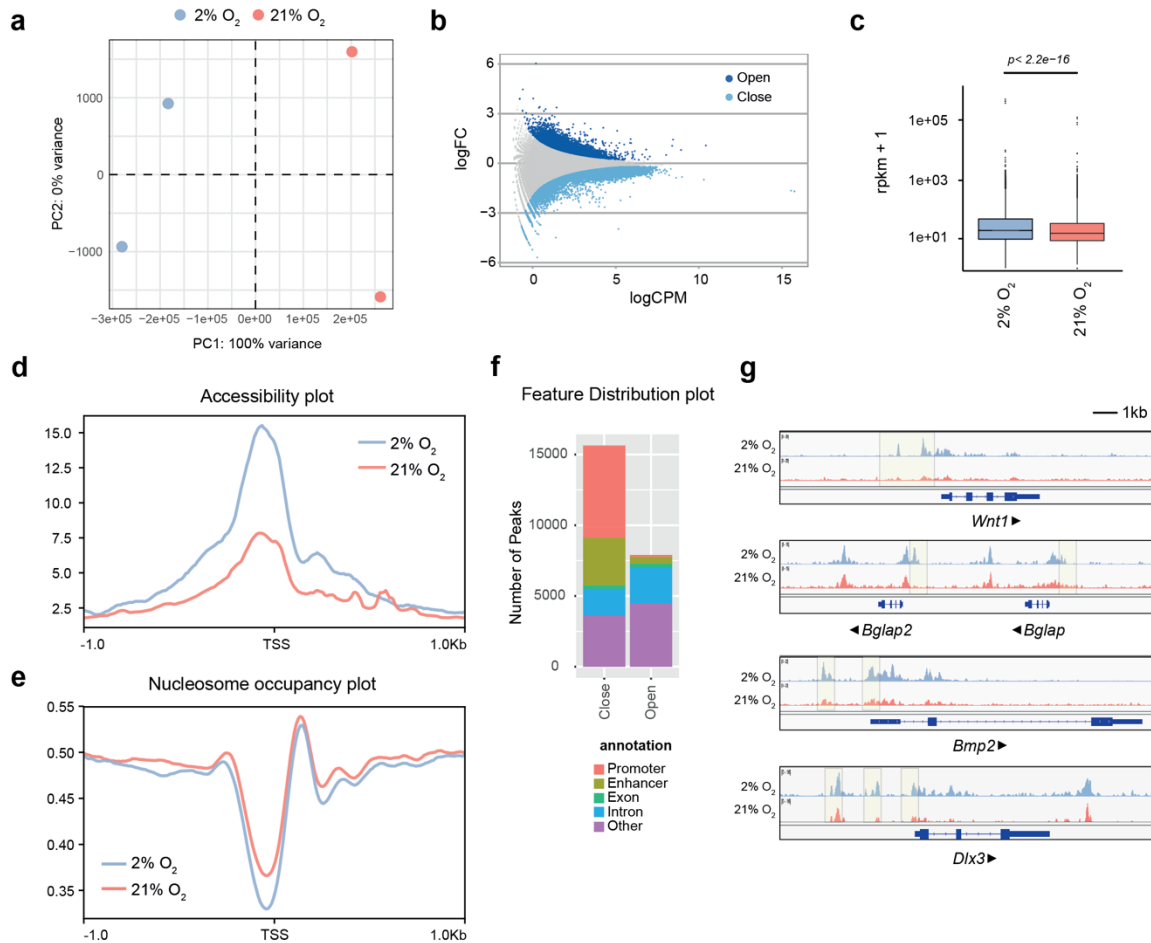 a
2% O2 21% O2
1000
0
−1000
PC2: 0% variance
−3e+05 −2e+05 −1e+05 0e+00 1e+05 2e+05
PC1: 100% variance
b
6
3
0
−3
−6
logFC
Open
Close
0 5 10 15
logCPM
c
p< 2.2e−16
1e+05
1e+03
1e+01
rpkm + 1
2% O2
21% O2
d
Accessibility plot
15.0
12.5
10.0
7.5
5.0
2.5
2% O2
21% O2
-1.0 TSS 1.0Kb
e
Nucleosome occupancy plot
0.55
0.50
0.45
0.40
0.35
2% O2
21% O2
-1.0 TSS 1.0Kb
f
Feature Distribution plot
15000
10000
5000
0
Number of Peaks
Close
Open
annotation
Promoter
Enhancer
Exon
Intron
Other
g
1kb
2% O2
21% O2
Wnt1
2% O2
21% O2
Bglap2 Bglap
2% O2
21% O2
Bmp2
2% O2
21% O2
Dlx3